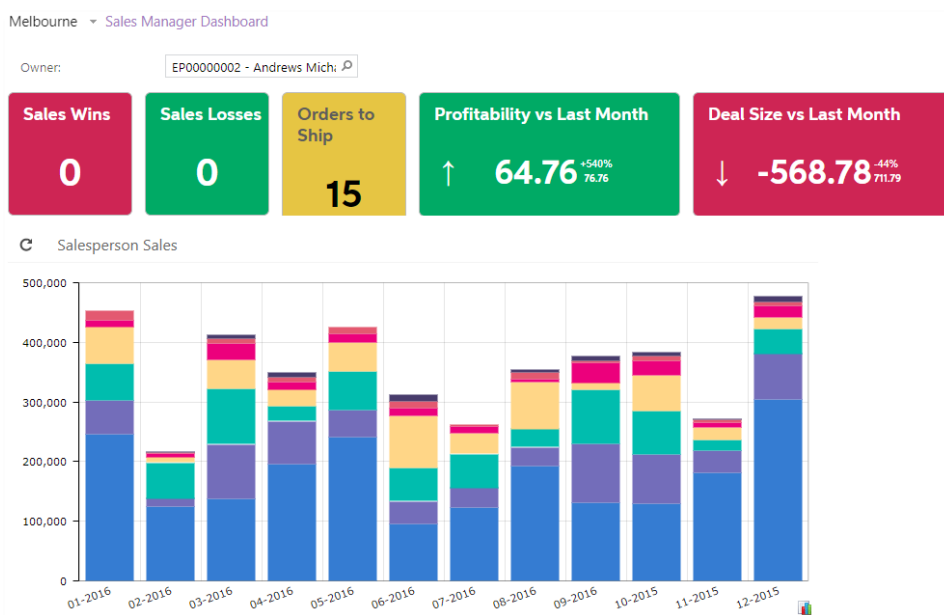 Melbourne Sales Manager Dashboard
Owner: EP00000002 - Andrews Mich
Sales Wins
0
Sales Losses
0
Orders to
Ship
15
Profitability vs Last Month
↑ 64.76 +540%
76.76
Deal Size vs Last Month
↓ -568.78 -44%
711.79
Salesperson Sales
500,000
400,000
300,000
200,000
100,000
0
01-2016 02-2016 03-2016 04-2016 05-2016 06-2016 07-2016 08-2016 09-2016 10-2015 11-2015 12-2015